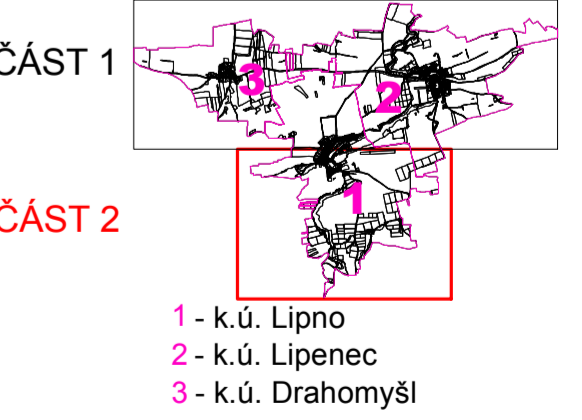 ČÁST 1
3
2
1
ČÁST 2
1 - k.ú. Lipno
2 - k.ú. Lipenec
3 - k.ú. Drahomyšl